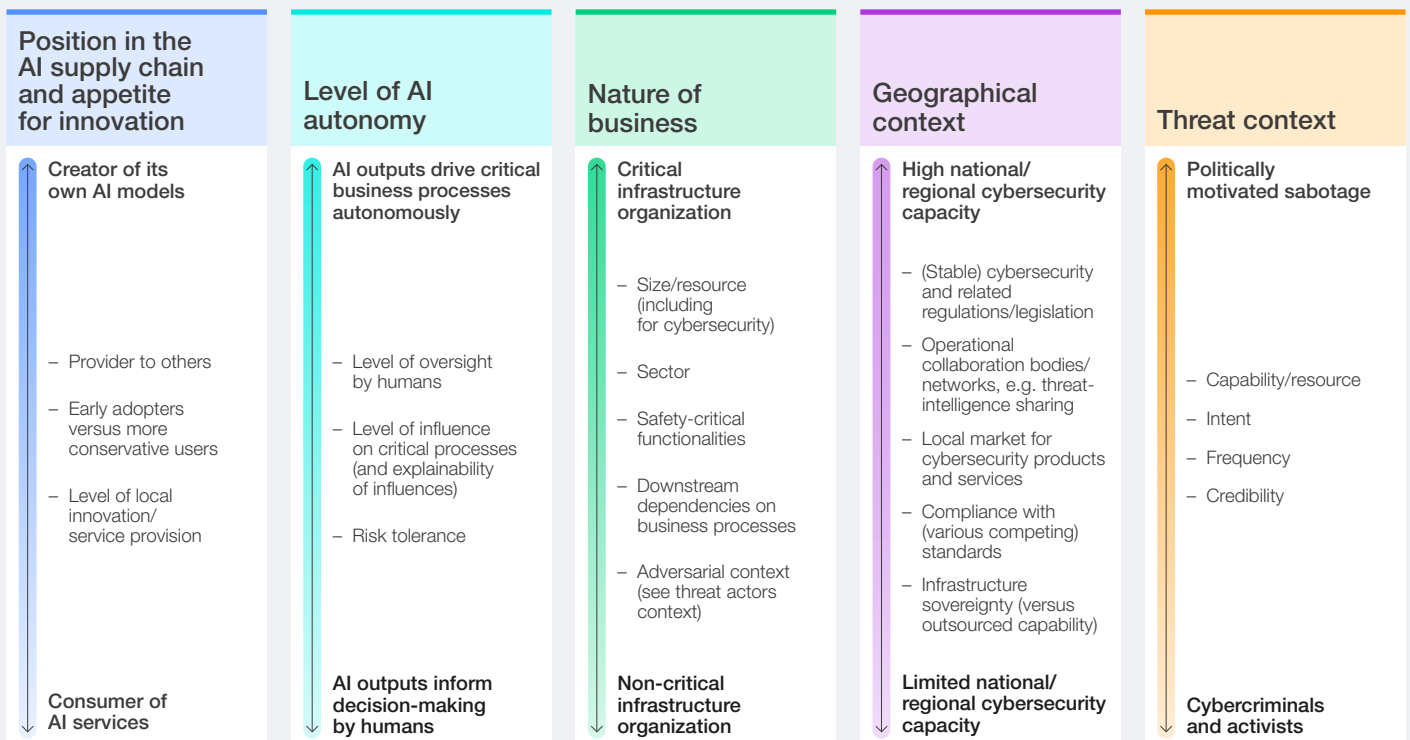 Position in the
AI supply chain
and appetite
for innovation
Creator of its
own AI models
– Provider to others
– Early adopters
versus more
conservative users
– Level of local
innovation/
service provision
Consumer of
AI services
Level of AI
autonomy
AI outputs drive critical
business processes
autonomously
– Level of oversight
by humans
– Level of influence
on critical processes
(and explainability
of influences)
– Risk tolerance
AI outputs inform
decision-making
by humans
Nature of
business
Critical
infrastructure
organization
– Size/resource
(including
for cybersecurity)
– Sector
– Safety-critical
functionalities
– Downstream
dependencies on
business processes
– Adversarial context
(see threat actors
context)
Non-critical
infrastructure
organization
Geographical
context
High national/
regional cybersecurity
capacity
– (Stable) cybersecurity
and related
regulations/legislation
– Operational
collaboration bodies/
networks, e.g. threat-
intelligence sharing
– Local market for
cybersecurity products
and services
– Compliance with
(various competing)
standards
– Infrastructure
sovereignty (versus
outsourced capability)
Limited national/
regional cybersecurity
capacity
Threat context
Politically
motivated sabotage
– Capability/resource
– Intent
– Frequency
– Credibility
Cybercriminals
and activists